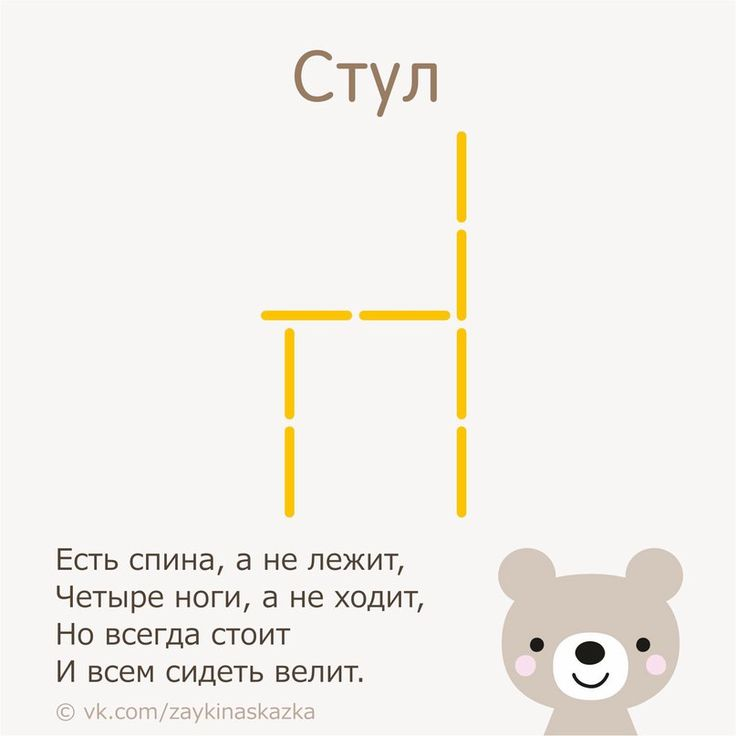 Стул
Есть спина, а не лежит,
Четыре ноги, а не ходит,
Но всегда стоит
И всем сидеть велит.
© vk.com/zaykinaskazka